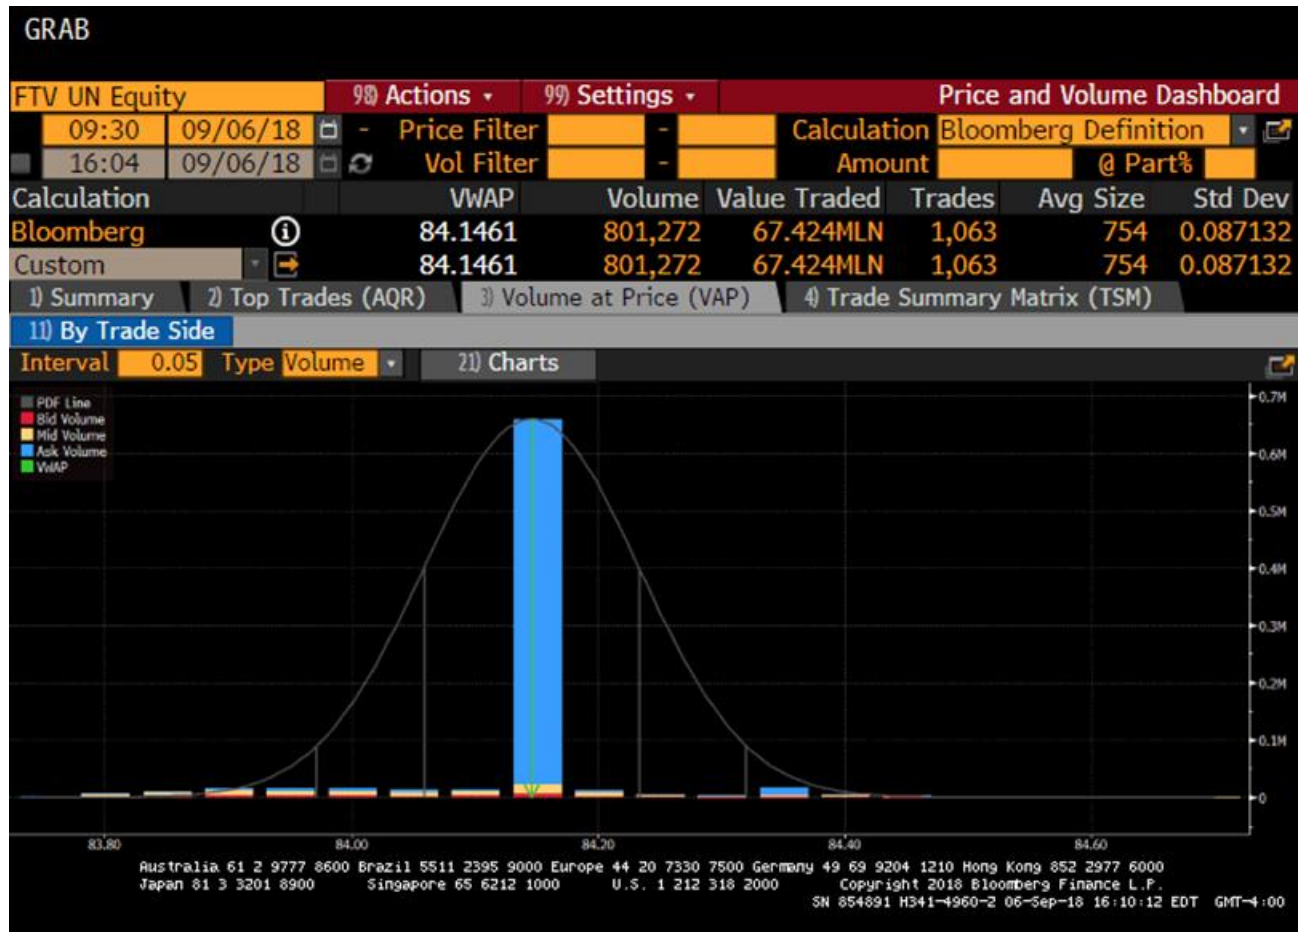 GRAB
FTV UN Equity 98) Actions 99) Settings Price and Volume Dashboard
09:30 09/06/18 - Price Filter - Calculation Bloomberg Definition
16:04 09/06/18 Vol Filter - Amount @ Part%
Calculation VWAP Volume Value Traded Trades Avg Size Std Dev
Bloomberg 84.1461 801,272 67.424MLN 1,063 754 0.087132
Custom 84.1461 801,272 67.424MLN 1,063 754 0.087132
1) Summary 2) Top Trades (AQR) 3) Volume at Price (VAP) 4) Trade Summary Matrix (TSM)
11) By Trade Side
Interval 0.05 Type Volume 21) Charts
PDF Line
Bid Volume
Mid Volume
Ask Volume
VWAP
0.7M
0.6M
0.5M
0.4M
0.3M
0.2M
0.1M
0
83.80 84.00 84.20 84.40 84.60
Australia 61 2 9777 8600 Brazil 5511 2395 9000 Europe 44 20 7330 7500 Germany 49 69 9204 1210 Hong Kong 852 2977 6000
Japan 81 3 3201 8900 Singapore 65 6212 1000 U.S. 1 212 318 2000 Copyright 2018 Bloomberg Finance L.P.
SN 854891 H341-4960-2 06-Sep-18 16:10:12 EDT GMT-4:00